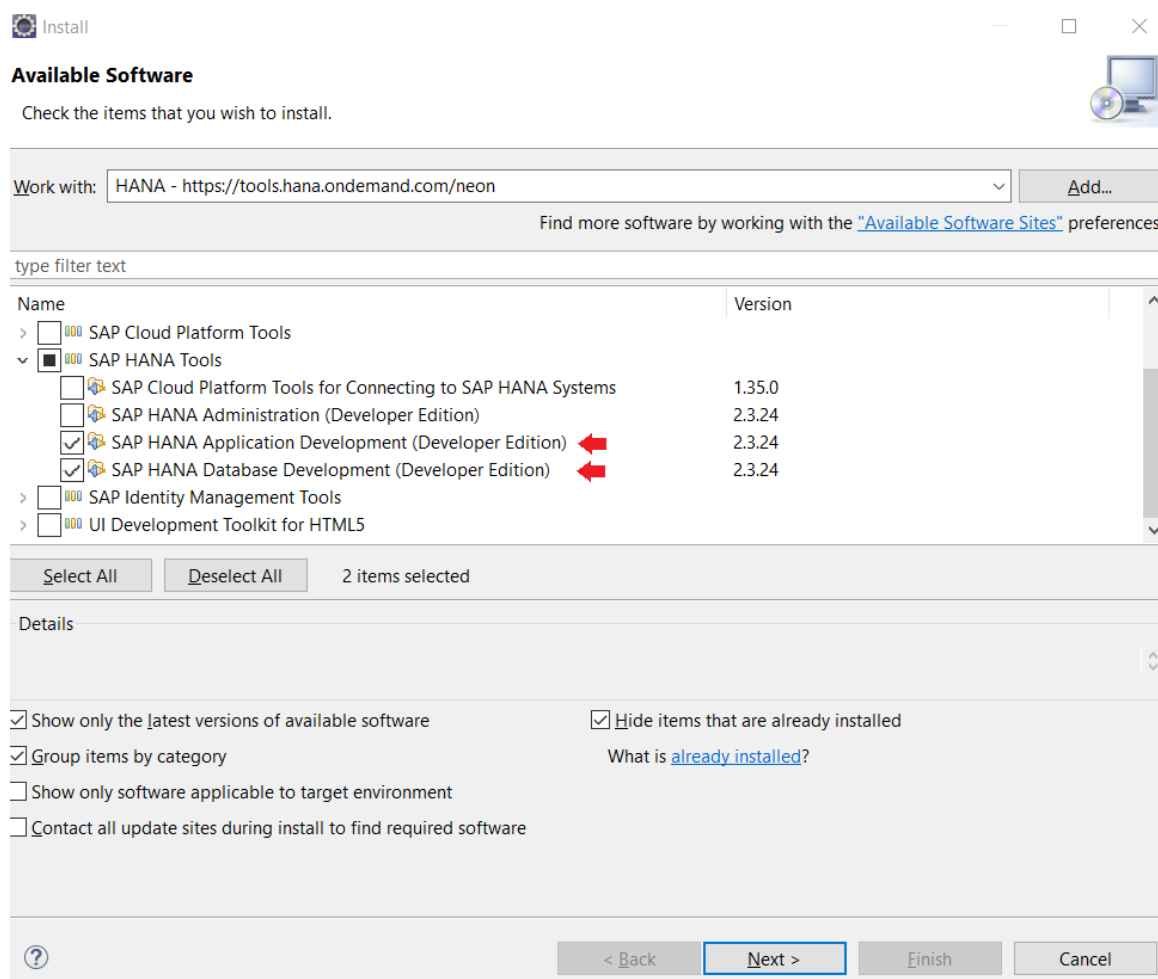 Install
Available Software
Check the items that you wish to install.
Work with: HANA - https://tools.hana.ondemand.com/neon Add...
Find more software by working with the "Available Software Sites" preferences
type filter text
Name Version
SAP Cloud Platform Tools
SAP HANA Tools
SAP Cloud Platform Tools for Connecting to SAP HANA Systems 1.35.0
SAP HANA Administration (Developer Edition) 2.3.24
SAP HANA Application Development (Developer Edition) 2.3.24
SAP HANA Database Development (Developer Edition) 2.3.24
SAP Identity Management Tools
UI Development Toolkit for HTML5
Select All Deselect All 2 items selected
Details
Show only the latest versions of available software Hide items that are already installed
Group items by category What is already installed?
Show only software applicable to target environment
Contact all update sites during install to find required software
? < Back Next > Finish Cancel